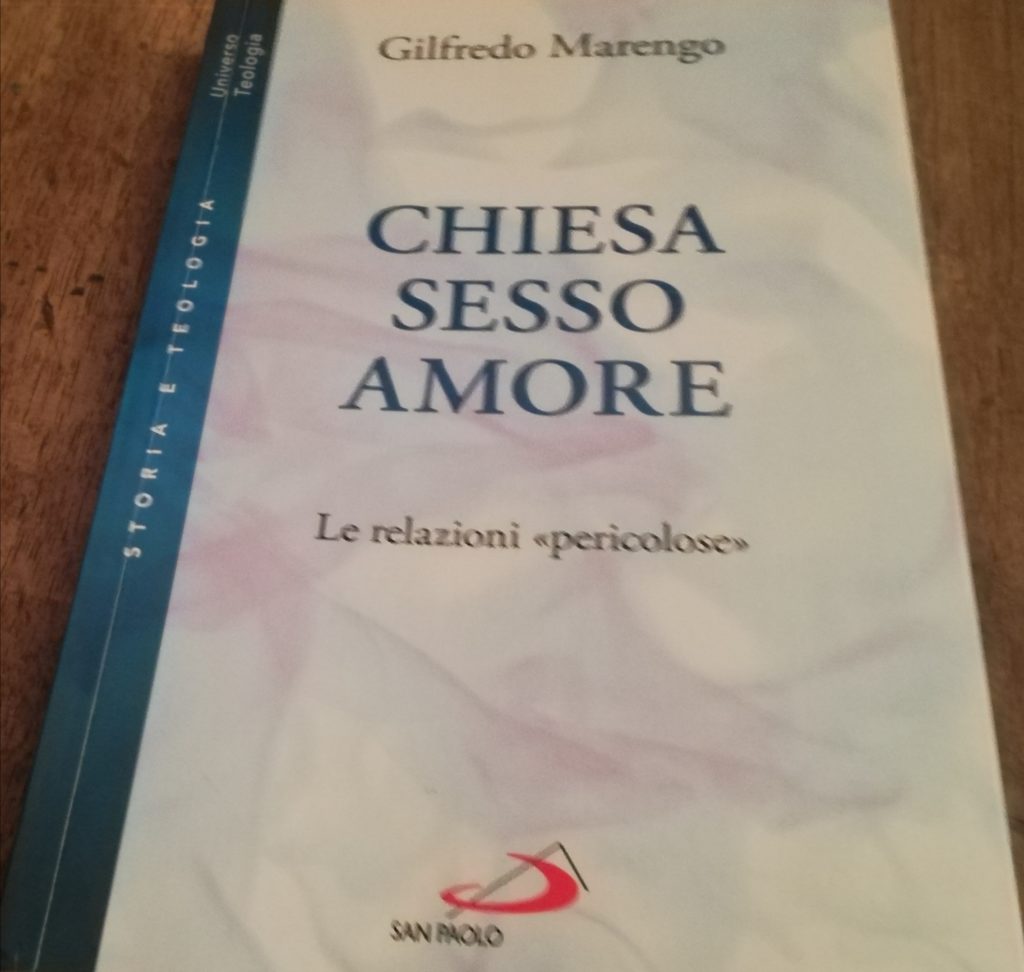 Universo
Teologia
STORIA E TEOLOGIA
Gilfredo Marengo
CHIESA
SESSO
AMORE
Le relazioni «pericolose»
SAN PAOLO